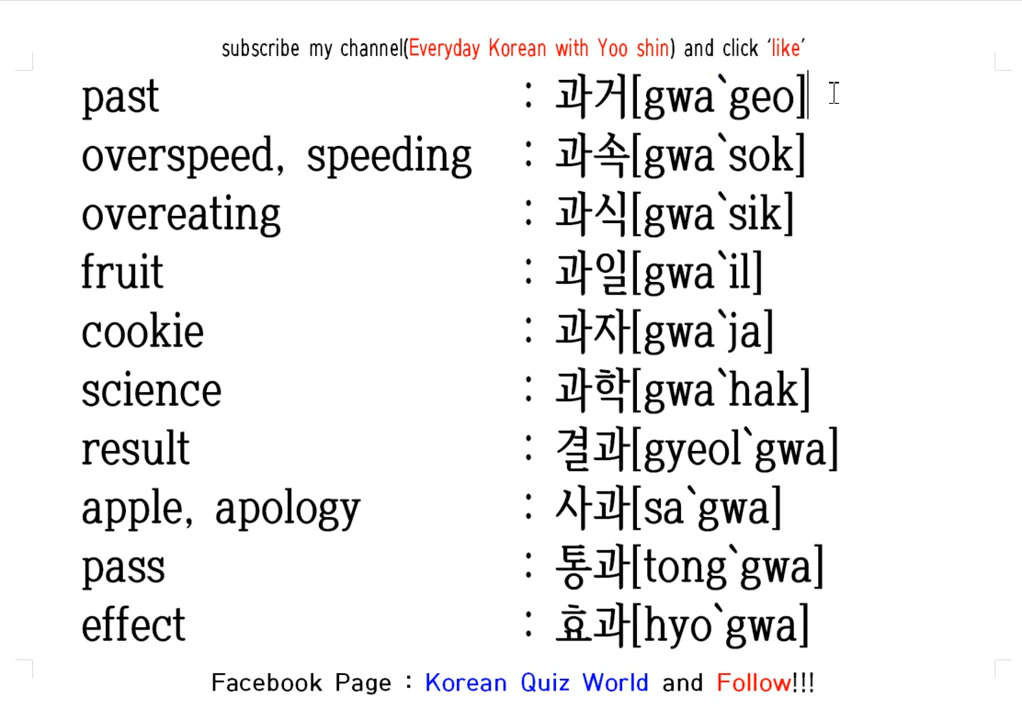 subscribe my channel(Everyday Korean with Yoo shin) and click ‘like’
past : 과거[gwa`geo]
overspeed, speeding : 과속[gwa`sok]
overeating : 과식[gwa`sik]
fruit : 과일[gwa`il]
cookie : 과자[gwa`ja]
science : 과학[gwa`hak]
result : 결과[gyeol`gwa]
apple, apology : 사과[sa`gwa]
pass : 통과[tong`gwa]
effect : 효과[hyo`gwa]
Facebook Page : Korean Quiz World and Follow!!!